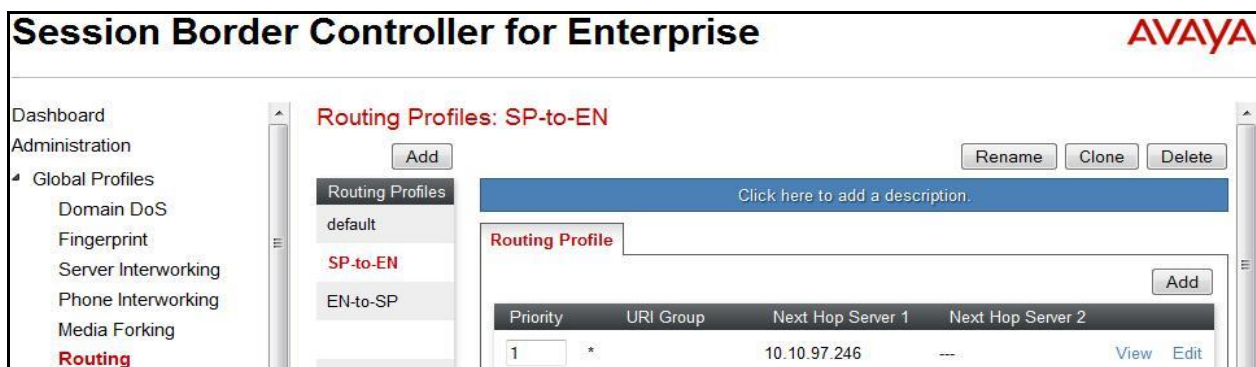 Session Border Controller for Enterprise
AVAYA
Dashboard
Administration
Global Profiles
Domain DoS
Fingerprint
Server Interworking
Phone Interworking
Media Forking
Routing
Routing Profiles: SP-to-EN
Add
Rename Clone Delete
Routing Profiles
default
SP-to-EN
EN-to-SP
Click here to add a description.
Routing Profile
Add
Priority URI Group Next Hop Server 1 Next Hop Server 2
1 * 10.10.97.246 --- View Edit